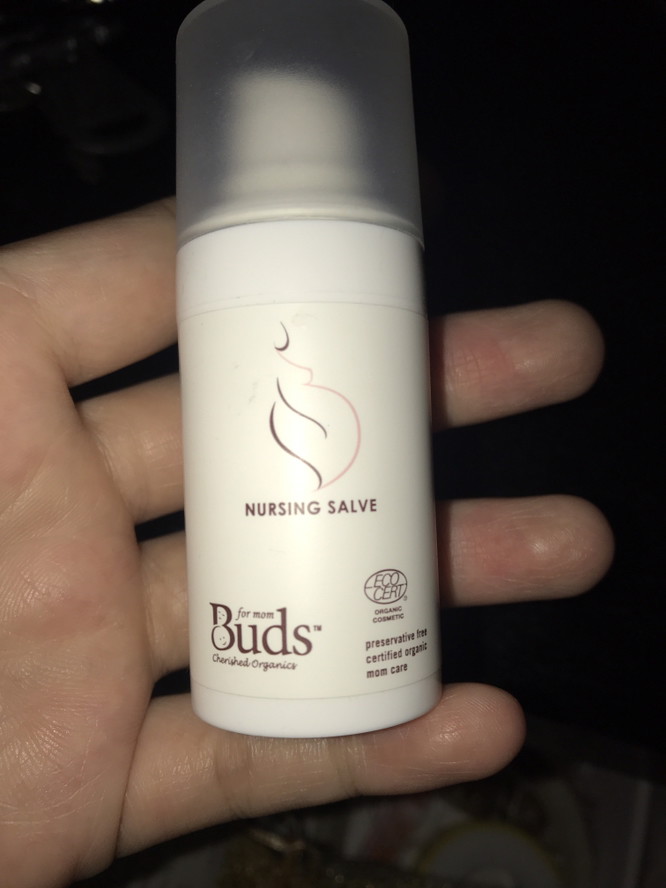 NURSING SALVE
for mom
Buds™
Cherished Organics
ECO
CERT®
ORGANIC
COSMETIC
preservative free
certified organic
mom care